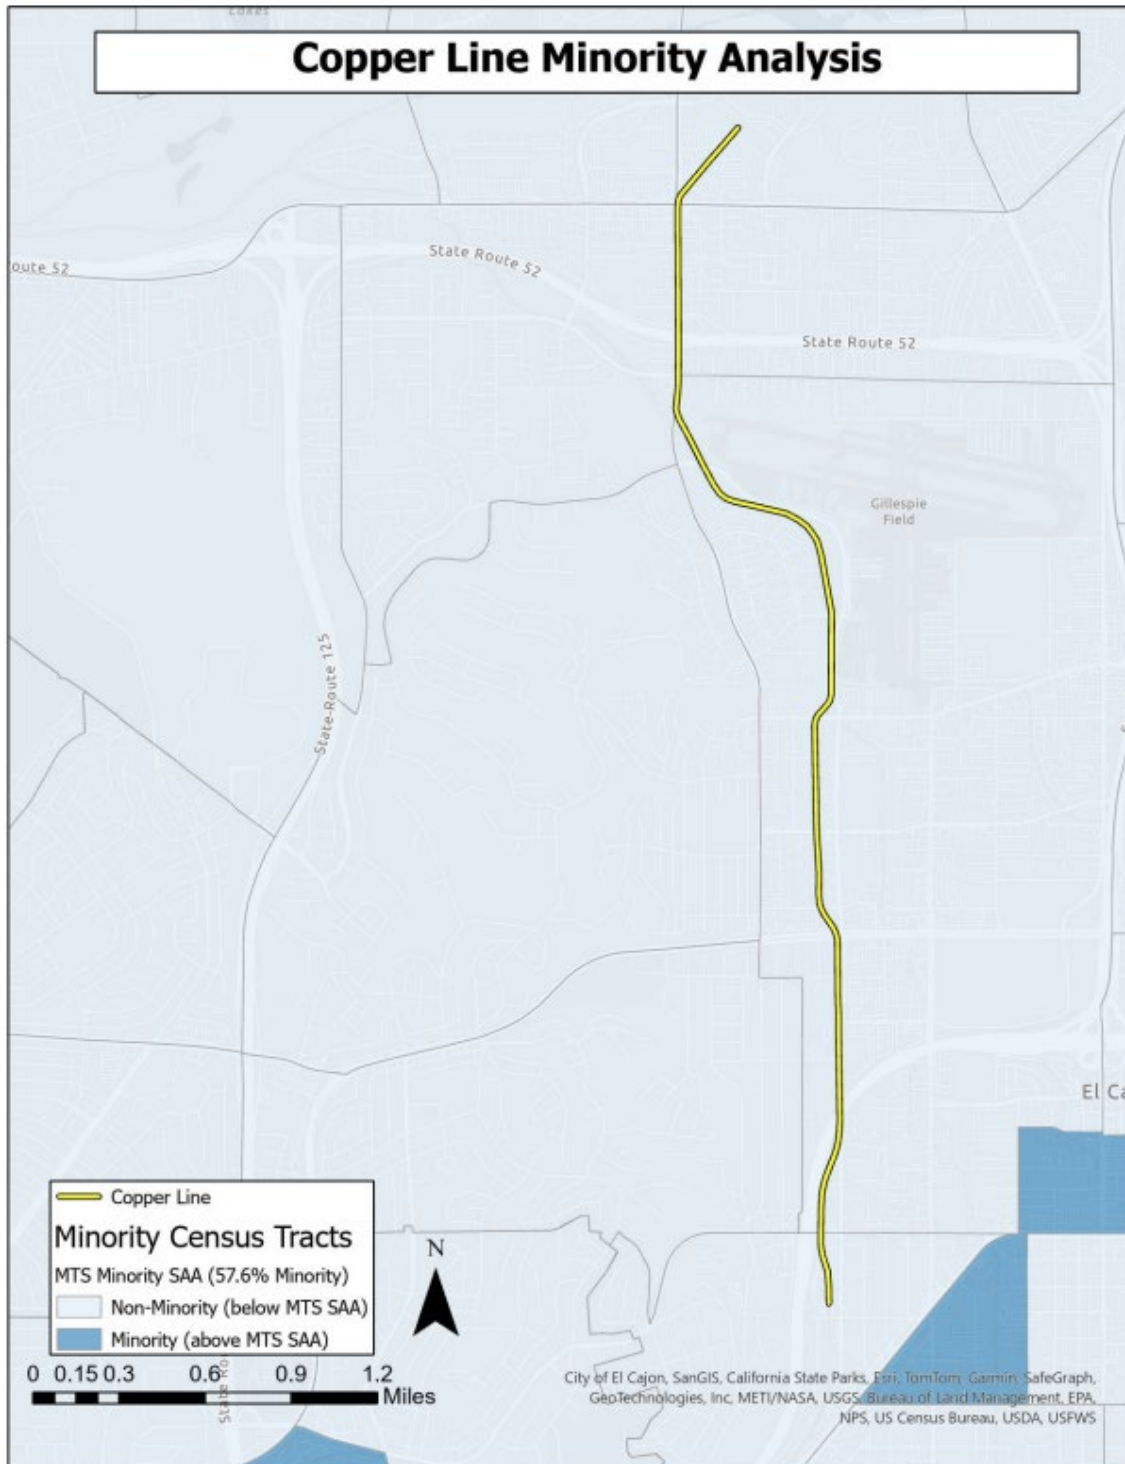 Lakes
Copper Line Minority Analysis
State Route 52
oute 52
State Route 52
Gillespie
Field
State Route 125
El Ca
Copper Line
Minority Census Tracts
MTS Minority SAA (57.6% Minority)
Non-Minority (below MTS SAA)
Minority (above MTS SAA)
N
0 0.15 0.3 0.6 0.9 1.2
Miles
State Ro
City of El Cajon, SanGIS, California State Parks, Esri, TomTom, Garmin, SafeGraph,
GeoTechnologies, Inc, METI/NASA, USGS, Bureau of Land Management, EPA,
NPS, US Census Bureau, USDA, USFWS